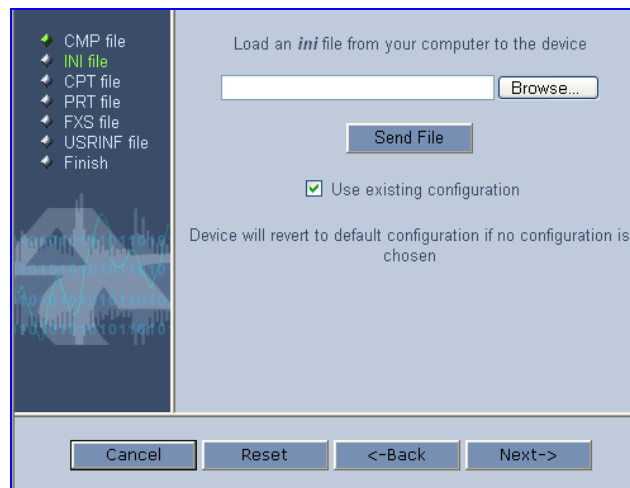 CMP file
INI file
CPT file
PRT file
FXS file
USRINF file
Finish
Load an ini file from your computer to the device
Browse...
Send File
Use existing configuration
Device will revert to default configuration if no configuration is
chosen
Cancel
Reset
<-Back
Next->